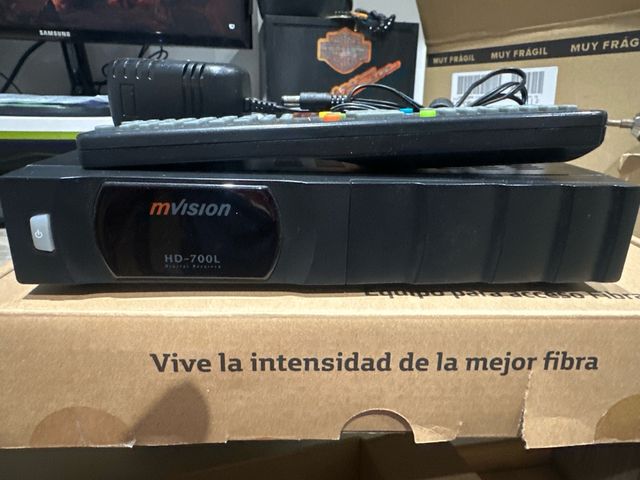 SAMSUNG
MUY FRÁGIL MUY FRÁGIL
mvision
HD-700L
Digital Receiver
Equipo para acceso Fibra
Vive la intensidad de la mejor fibra